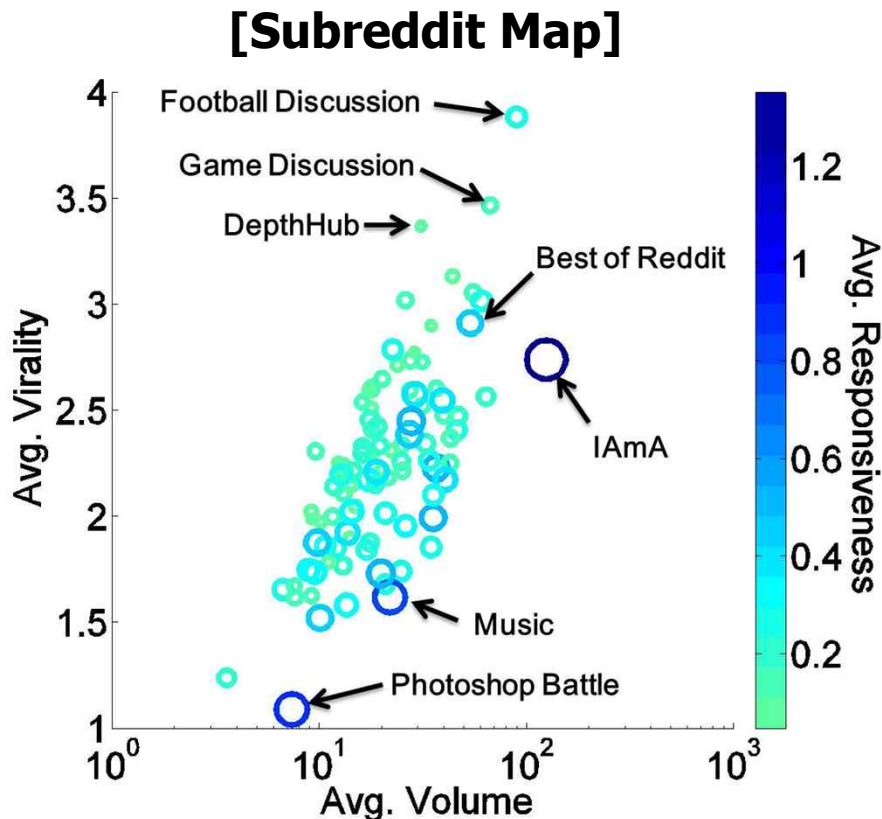 [Subreddit Map]
4
3.5
3
2.5
2
1.5
1
Avg. Virality
Football Discussion
Game Discussion
DepthHub
Best of Reddit
IAmA
Music
Photoshop Battle
10^0
10^1
10^2
10^3
Avg. Volume
1.2
1
0.8
0.6
0.4
0.2
Avg. Responsiveness